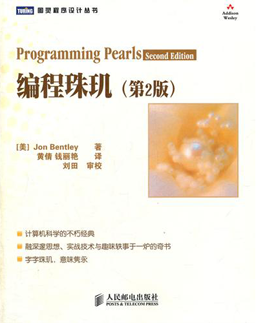 TURING 图灵程序设计丛书
Addison
Wesley
Programming Pearls Second Edition
编程珠玑（第2版）
[美] Jon Bentley 著
黄倩 钱丽艳 译
刘田 审校
计算机科学的不朽经典
融深邃思想、实战技术与趣味轶事于一炉的奇书
字字珠玑，意味隽永
人民邮电出版社
POSTS & TELECOM PRESS